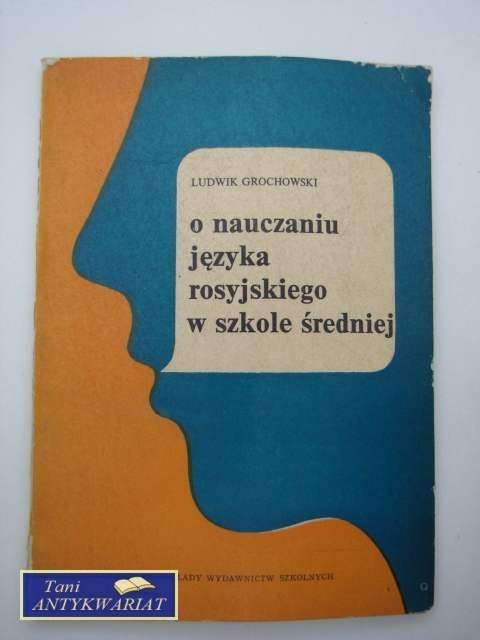 LUDWIK GROCHOWSKI
o nauczaniu
języka
rosyjskiego
w szkole średniej
WYDAWNICTW SZKOLNYCH
Tani
ANTYKWARIAT